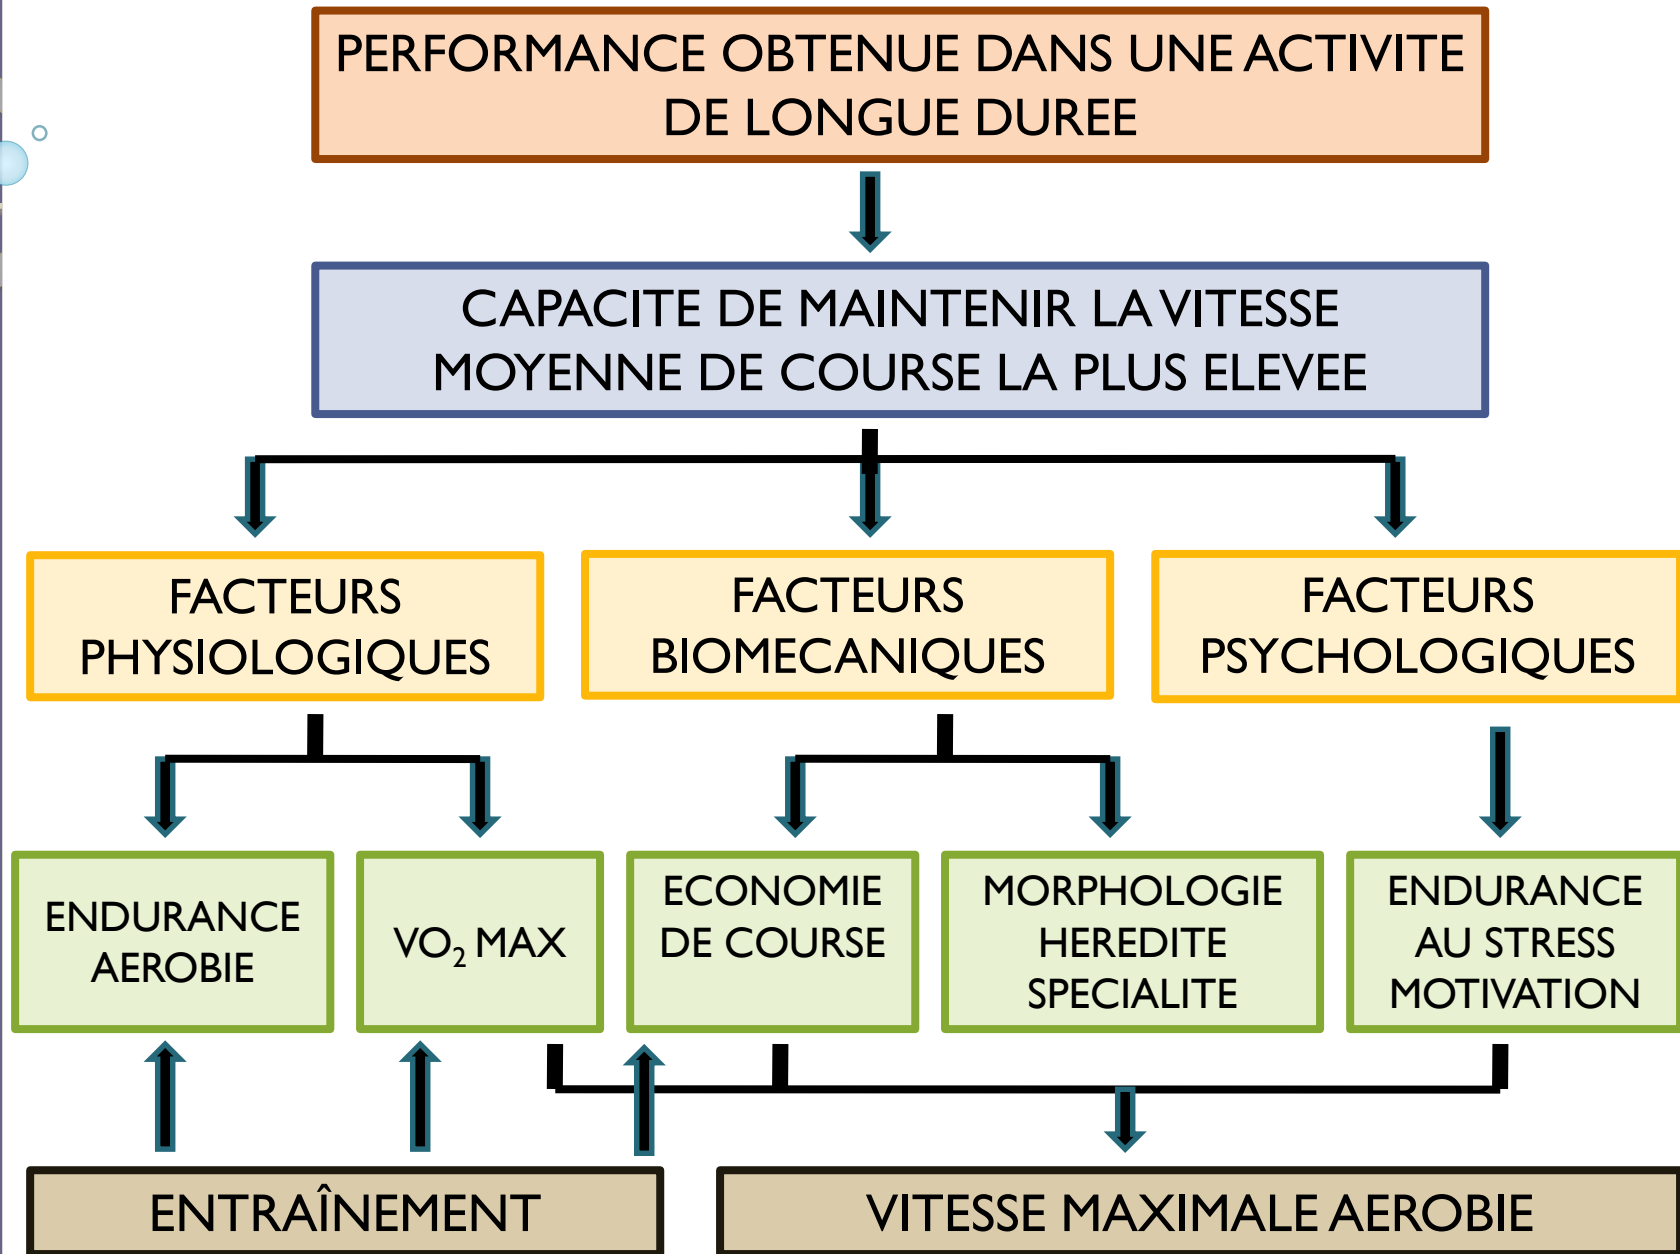 PERFORMANCE OBTENUE DANS UNE ACTIVITE
DE LONGUE DUREE
CAPACITE DE MAINTENIR LA VITESSE
MOYENNE DE COURSE LA PLUS ELEVEE
FACTEURS
PHYSIOLOGIQUES
FACTEURS
BIOMECANIQUES
FACTEURS
PSYCHOLOGIQUES
ENDURANCE
AEROBIE
VO₂ MAX
ECONOMIE
DE COURSE
MORPHOLOGIE
HEREDITE
SPECIALITE
ENDURANCE
AU STRESS
MOTIVATION
ENTRAÎNEMENT
VITESSE MAXIMALE AEROBIE